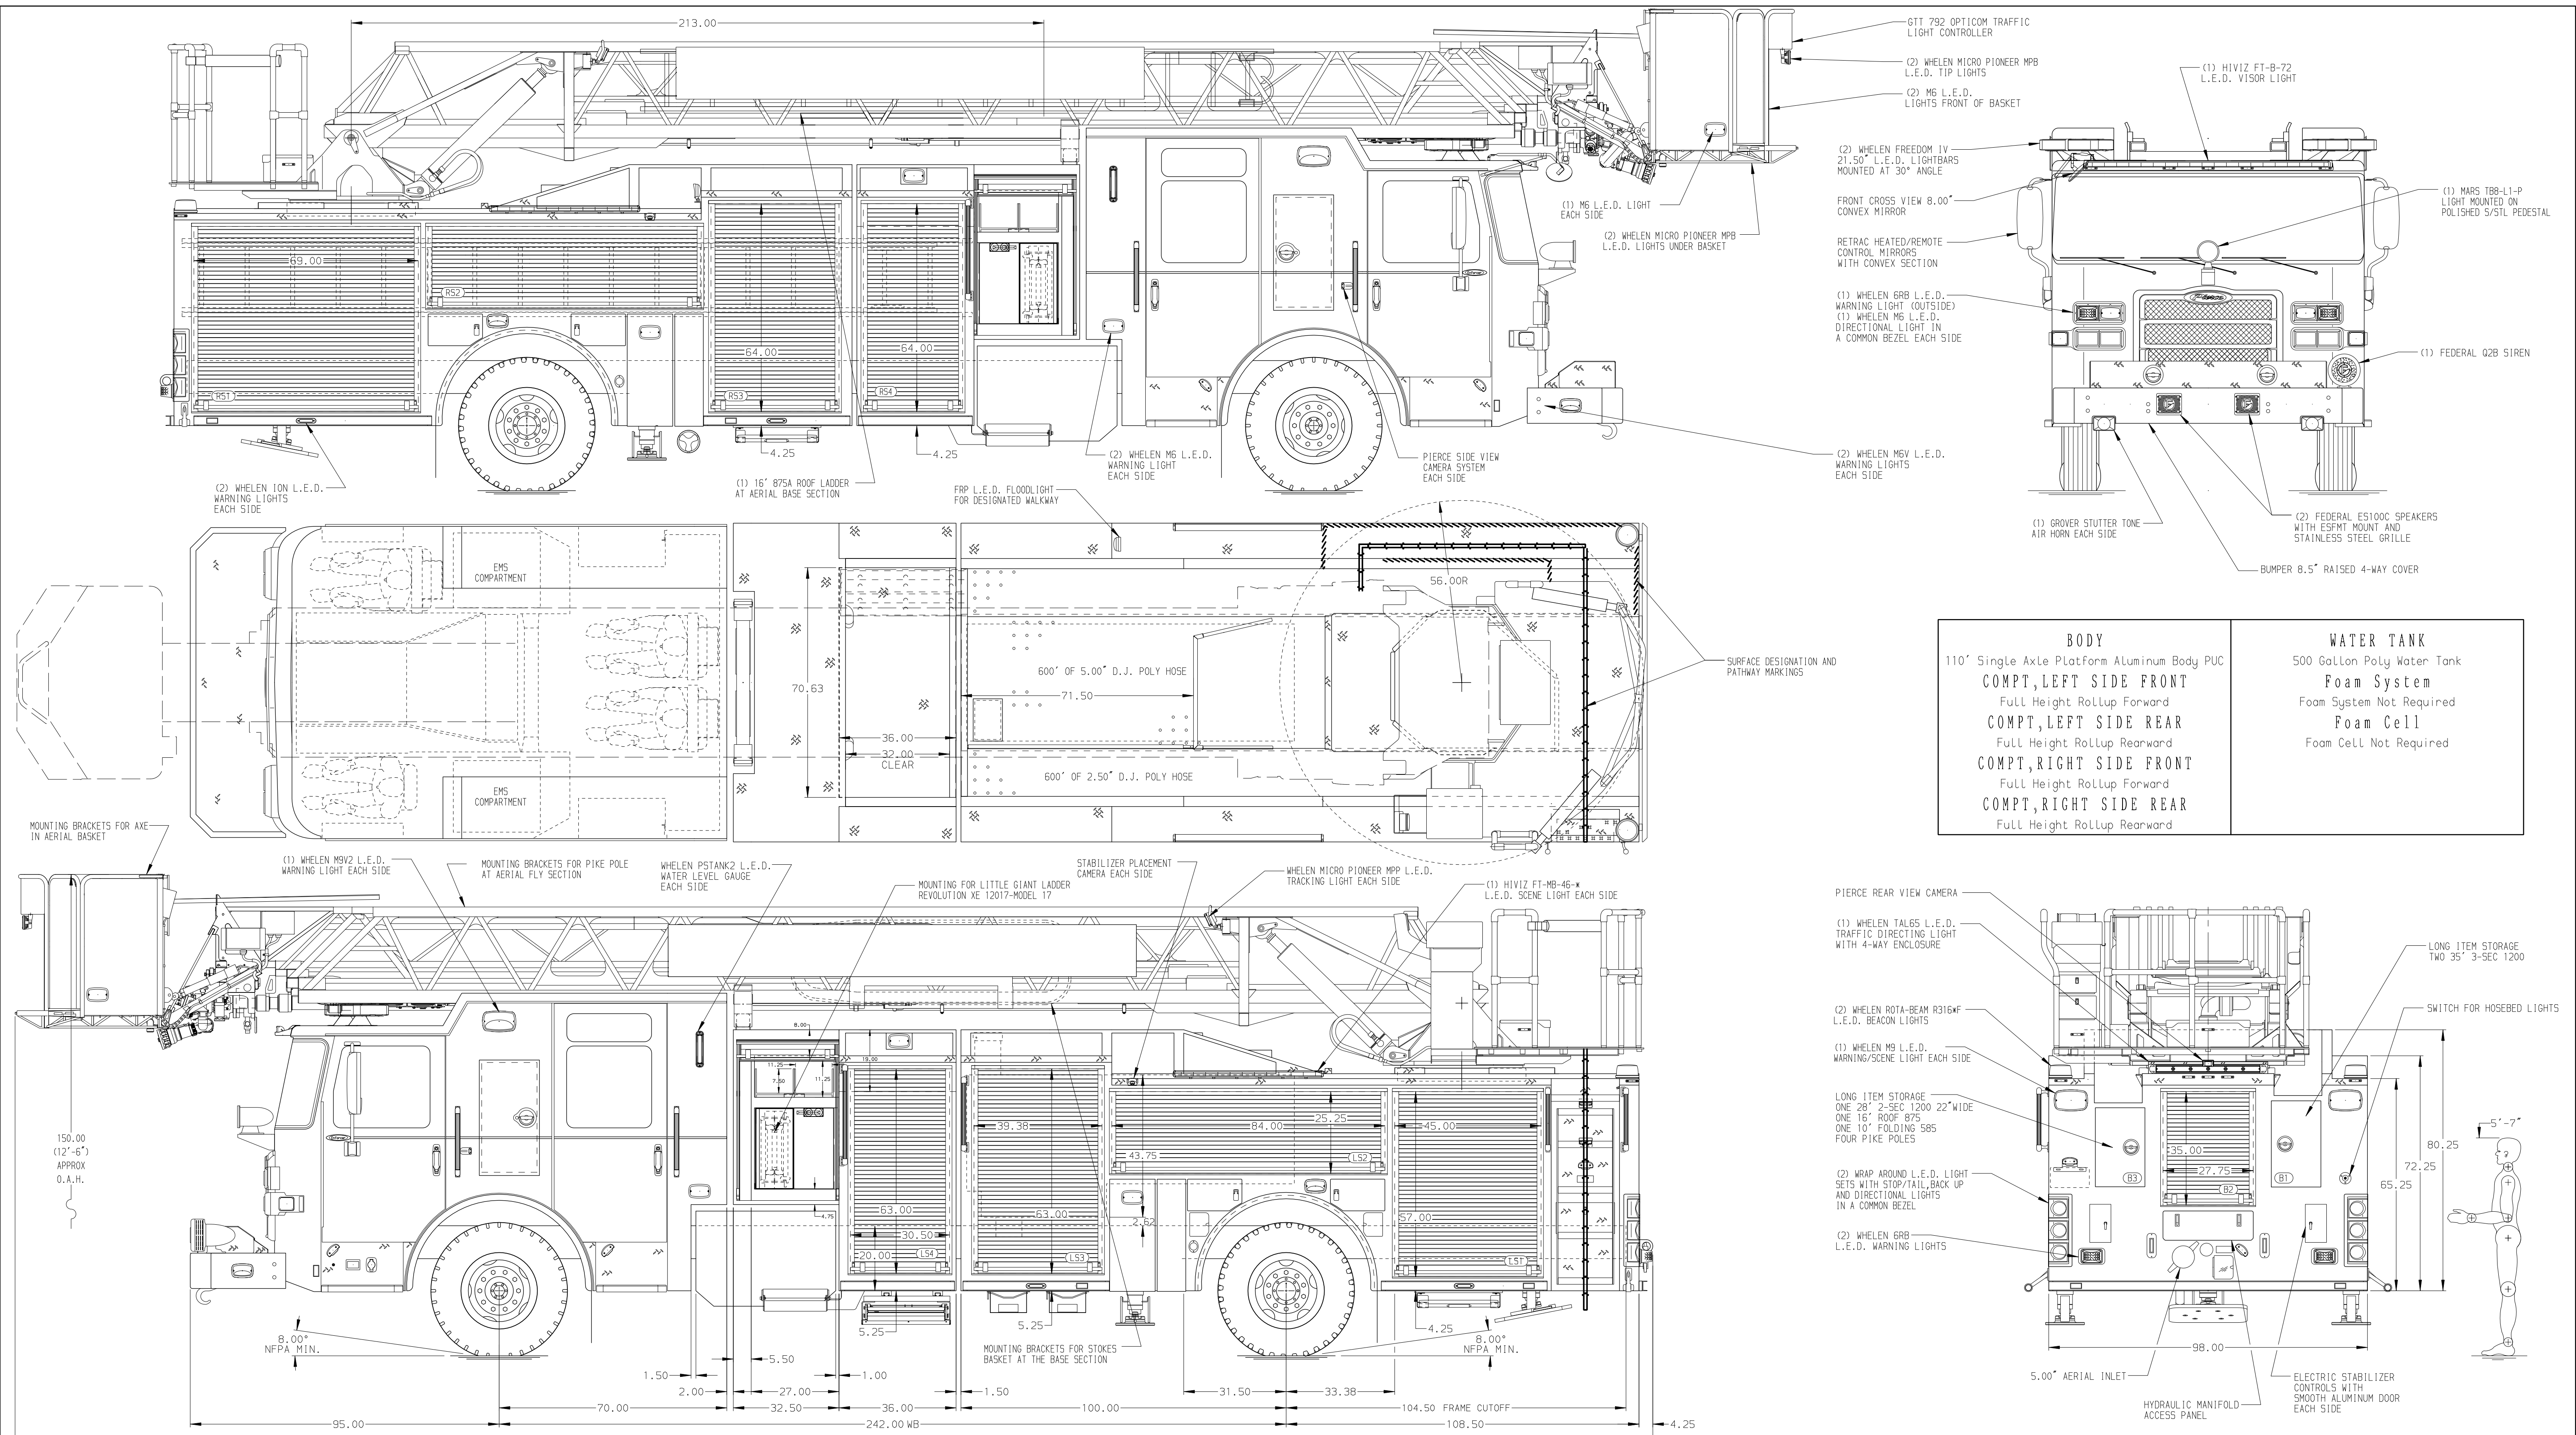 213.00
GTT 792 OPTICOM TRAFFIC
LIGHT CONTROLLER
(2) WHELEN MICRO PIONEER MPB
L.E.D. TIP LIGHTS
(2) M6 L.E.D.
LIGHTS FRONT OF BASKET
(1) M6 L.E.D. LIGHT
EACH SIDE
(2) WHELEN MICRO PIONEER MPB
L.E.D. LIGHTS UNDER BASKET
69.00
RS2
RS1
64.00
RS3
64.00
RS4
4.25
4.25
(2) WHELEN ION L.E.D.
WARNING LIGHTS
EACH SIDE
(1) 16' 875A ROOF LADDER
AT AERIAL BASE SECTION
(2) WHELEN M6 L.E.D.
WARNING LIGHT
EACH SIDE
PIERCE SIDE VIEW
CAMERA SYSTEM
EACH SIDE
(2) WHELEN M6V L.E.D.
WARNING LIGHTS
EACH SIDE
(1) HIVIZ FT-B-72
L.E.D. VISOR LIGHT
(2) WHELEN FREEDOM IV
21.50" L.E.D. LIGHTBARS
MOUNTED AT 30° ANGLE
FRONT CROSS VIEW 8.00"
CONVEX MIRROR
RETRAC HEATED/REMOTE
CONTROL MIRRORS
WITH CONVEX SECTION
(1) WHELEN 6RB L.E.D.
WARNING LIGHT (OUTSIDE)
(1) WHELEN M6 L.E.D.
DIRECTIONAL LIGHT IN
A COMMON BEZEL EACH SIDE
(1) MARS TB8-L1-P
LIGHT MOUNTED ON
POLISHED S/STL PEDESTAL
Pierce
(1) FEDERAL Q2B SIREN
(1) GROVER STUTTER TONE
AIR HORN EACH SIDE
(2) FEDERAL ES100C SPEAKERS
WITH ESFMT MOUNT AND
STAINLESS STEEL GRILLE
BUMPER 8.5" RAISED 4-WAY COVER
FRP L.E.D. FLOODLIGHT
FOR DESIGNATED WALKWAY
EMS
COMPARTMENT
EMS
COMPARTMENT
70.63
36.00
32.00
CLEAR
600' OF 5.00" D.J. POLY HOSE
71.50
600' OF 2.50" D.J. POLY HOSE
56.00R
SURFACE DESIGNATION AND
PATHWAY MARKINGS
BODY
110' Single Axle Platform Aluminum Body PUC
COMPT,LEFT SIDE FRONT
Full Height Rollup Forward
COMPT,LEFT SIDE REAR
Full Height Rollup Rearward
COMPT,RIGHT SIDE FRONT
Full Height Rollup Forward
COMPT,RIGHT SIDE REAR
Full Height Rollup Rearward
WATER TANK
500 Gallon Poly Water Tank
Foam System
Foam System Not Required
Foam Cell
Foam Cell Not Required
MOUNTING BRACKETS FOR AXE
IN AERIAL BASKET
(1) WHELEN M9V2 L.E.D.
WARNING LIGHT EACH SIDE
MOUNTING BRACKETS FOR PIKE POLE
AT AERIAL FLY SECTION
WHELEN PSTANK2 L.E.D.
WATER LEVEL GAUGE
EACH SIDE
MOUNTING FOR LITTLE GIANT LADDER
REVOLUTION XE 12017-MODEL 17
STABILIZER PLACEMENT
CAMERA EACH SIDE
WHELEN MICRO PIONEER MPP L.E.D.
TRACKING LIGHT EACH SIDE
(1) HIVIZ FT-MB-46-*
L.E.D. SCENE LIGHT EACH SIDE
150.00
(12'-6")
APPROX
O.A.H.
8.00
11.25
7.50
11.25
19.00
4.75
63.00
30.50
20.00
LS4
39.38
63.00
LS3
84.00
25.25
43.75
LS2
2.62
45.00
57.00
LS1
5.25
5.25
4.25
8.00°
NFPA MIN.
8.00°
NFPA MIN.
MOUNTING BRACKETS FOR STOKES
BASKET AT THE BASE SECTION
1.50
5.50
1.00
2.00
27.00
1.50
31.50
33.38
70.00
32.50
36.00
100.00
104.50 FRAME CUTOFF
95.00
242.00 WB
108.50
4.25
PIERCE REAR VIEW CAMERA
(1) WHELEN TAL65 L.E.D.
TRAFFIC DIRECTING LIGHT
WITH 4-WAY ENCLOSURE
(2) WHELEN ROTA-BEAM R316*F
L.E.D. BEACON LIGHTS
(1) WHELEN M9 L.E.D.
WARNING/SCENE LIGHT EACH SIDE
LONG ITEM STORAGE
ONE 28' 2-SEC 1200 22"WIDE
ONE 16' ROOF 875
ONE 10' FOLDING 585
FOUR PIKE POLES
(2) WRAP AROUND L.E.D. LIGHT
SETS WITH STOP/TAIL,BACK UP
AND DIRECTIONAL LIGHTS
IN A COMMON BEZEL
(2) WHELEN 6RB
L.E.D. WARNING LIGHTS
LONG ITEM STORAGE
TWO 35' 3-SEC 1200
SWITCH FOR HOSEBED LIGHTS
35.00
27.75
B3
B2
B1
5'-7"
80.25
72.25
65.25
98.00
5.00" AERIAL INLET
HYDRAULIC MANIFOLD
ACCESS PANEL
ELECTRIC STABILIZER
CONTROLS WITH
SMOOTH ALUMINUM DOOR
EACH SIDE